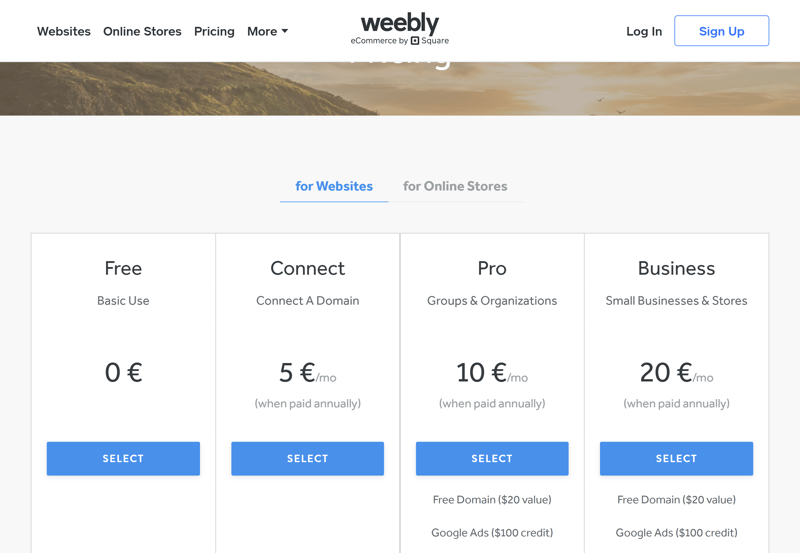 Websites Online Stores Pricing More
weebly
eCommerce by Square
Log In
Sign Up
Pricing
for Websites
for Online Stores
Free
Basic Use
0 €
SELECT
Connect
Connect A Domain
5 €/mo
(when paid annually)
SELECT
Pro
Groups & Organizations
10 €/mo
(when paid annually)
SELECT
Free Domain ($20 value)
Google Ads ($100 credit)
Business
Small Businesses & Stores
20 €/mo
(when paid annually)
SELECT
Free Domain ($20 value)
Google Ads ($100 credit)